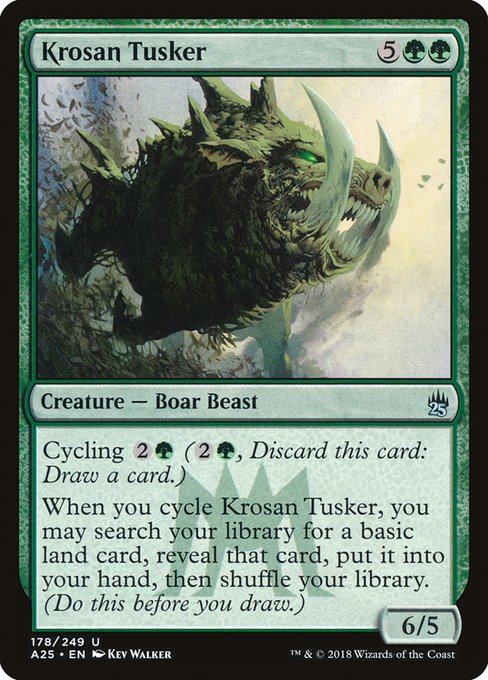 Krosan Tusker 5
Creature — Boar Beast
25
Cycling 2 (2, Discard this card:
Draw a card.)
When you cycle Krosan Tusker, you
may search your library for a basic
land card, reveal that card, put it into
your hand, then shuffle your library.
(Do this before you draw.)
6/5
178/249 U
A25 • EN Kev Walker
™ & © 2018 Wizards of the Coast